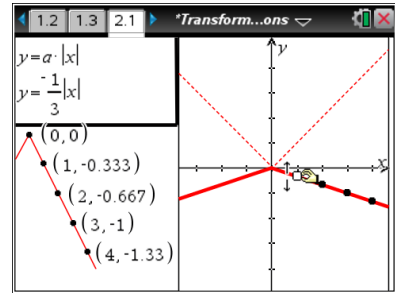 1.2 1.3 2.1 *Transform...ons
y=a· |x|
y=-1/3|x|
(0,0)
(1,-0.333)
(2,-0.667)
(3,-1)
(4,-1.33)
y
x